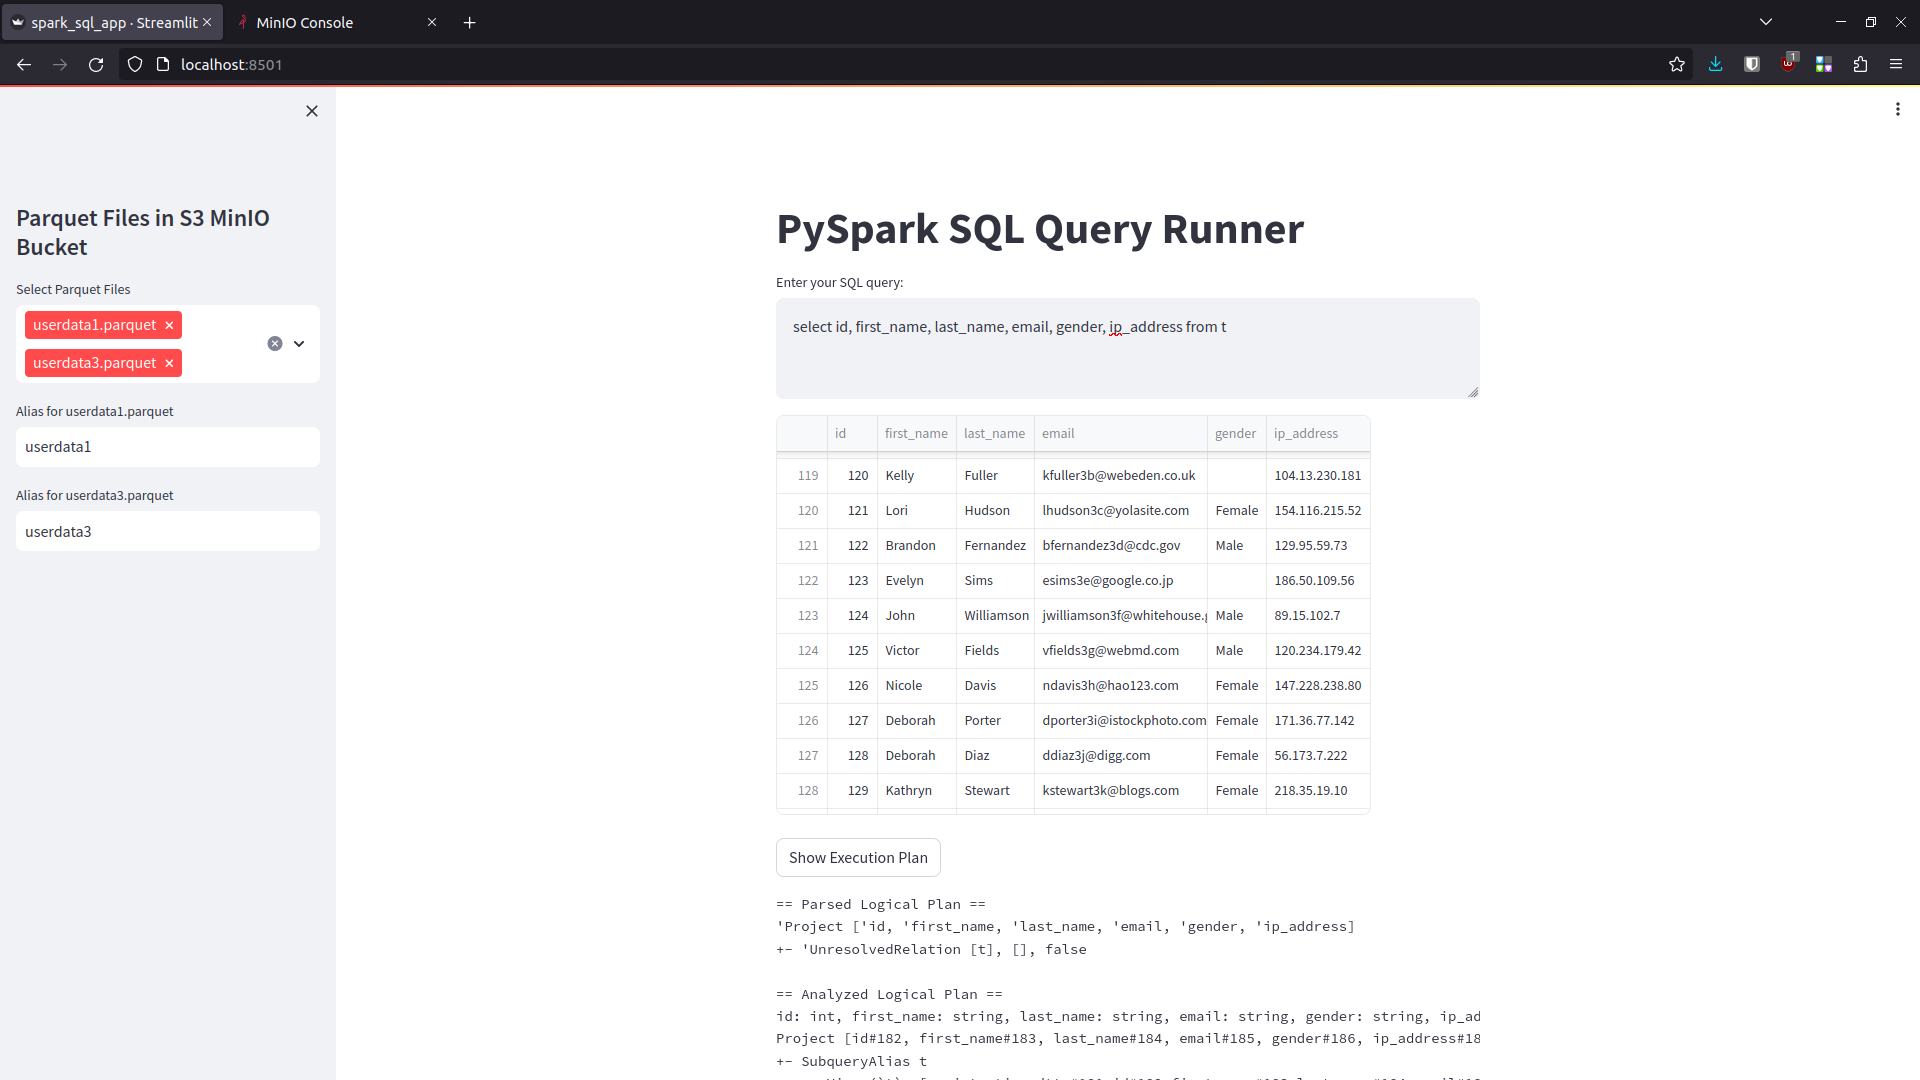 spark_sql_app · Streamlit
MinIO Console
localhost:8501
1
Parquet Files in S3 MinIO
Bucket
Select Parquet Files
userdata1.parquet
userdata3.parquet
Alias for userdata1.parquet
userdata1
Alias for userdata3.parquet
userdata3
PySpark SQL Query Runner
Enter your SQL query:
select id, first_name, last_name, email, gender, ip_address from t
id first_name last_name email gender ip_address
119 120 Kelly Fuller kfuller3b@webeden.co.uk 104.13.230.181
120 121 Lori Hudson lhudson3c@yolasite.com Female 154.116.215.52
121 122 Brandon Fernandez bfernandez3d@cdc.gov Male 129.95.59.73
122 123 Evelyn Sims esims3e@google.co.jp 186.50.109.56
123 124 John Williamson jwilliamson3f@whitehouse.g Male 89.15.102.7
124 125 Victor Fields vfields3g@webmd.com Male 120.234.179.42
125 126 Nicole Davis ndavis3h@hao123.com Female 147.228.238.80
126 127 Deborah Porter dporter3i@istockphoto.com Female 171.36.77.142
127 128 Deborah Diaz ddiaz3j@digg.com Female 56.173.7.222
128 129 Kathryn Stewart kstewart3k@blogs.com Female 218.35.19.10
Show Execution Plan
== Parsed Logical Plan ==
'Project ['id, 'first_name, 'last_name, 'email, 'gender, 'ip_address]
+- 'UnresolvedRelation [t], [], false
== Analyzed Logical Plan ==
id: int, first_name: string, last_name: string, email: string, gender: string, ip_ad
Project [id#182, first_name#183, last_name#184, email#185, gender#186, ip_address#18
+- SubqueryAlias t